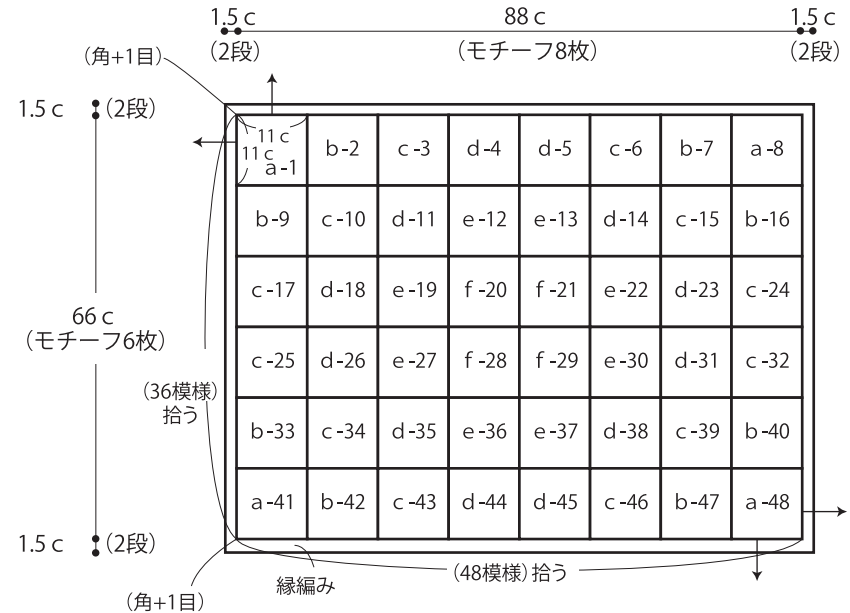 1.5 c 88 c 1.5 c
(2段) (モチーフ8枚) (2段)
(角+1目)
1.5 c (2段)
11 c
11 c
a-1 b-2 c-3 d-4 d-5 c-6 b-7 a-8
b-9 c-10 d-11 e-12 e-13 d-14 c-15 b-16
c-17 d-18 e-19 f-20 f-21 e-22 d-23 c-24
66 c
(モチーフ6枚)
c-25 d-26 e-27 f-28 f-29 e-30 d-31 c-32
(36模様)
拾う
b-33 c-34 d-35 e-36 e-37 d-38 c-39 b-40
a-41 b-42 c-43 d-44 d-45 c-46 b-47 a-48
1.5 c (2段)
縁編み (48模様)拾う
(角+1目)